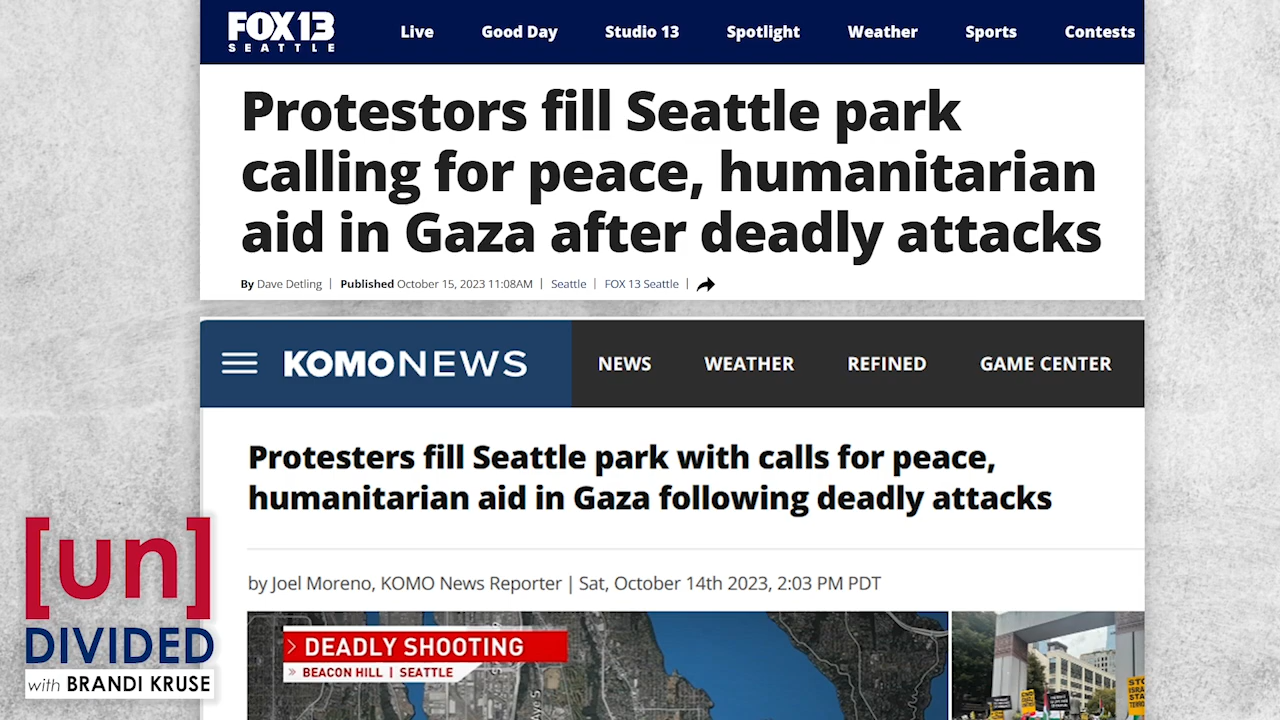 FOX 13
SEATTLE
Live Good Day Studio 13 Spotlight Weather Sports Contests
Protestors fill Seattle park
calling for peace, humanitarian
aid in Gaza after deadly attacks
By Dave Detling | Published October 15, 2023 11:08AM | Seattle | FOX 13 Seattle |
KOMONEWS NEWS WEATHER REFINED GAME CENTER
Protesters fill Seattle park with calls for peace,
humanitarian aid in Gaza following deadly attacks
by Joel Moreno, KOMO News Reporter | Sat, October 14th 2023, 2:03 PM PDT
> DEADLY SHOOTING
» BEACON HILL | SEATTLE
Ave S
STOP
[un]
DIVIDED
with BRANDI KRUSE